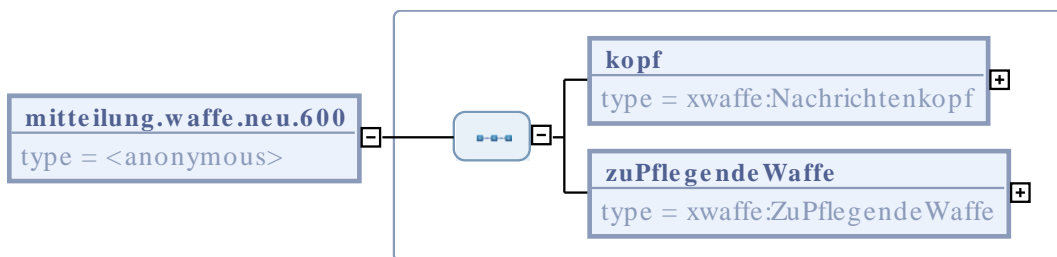 mitteilung.waffe.neu.600
type = <anonymous>
kopf
type = xwaffe:Nachrichtenkopf
zuPflegendeWaffe
type = xwaffe:ZuPflegendeWaffe